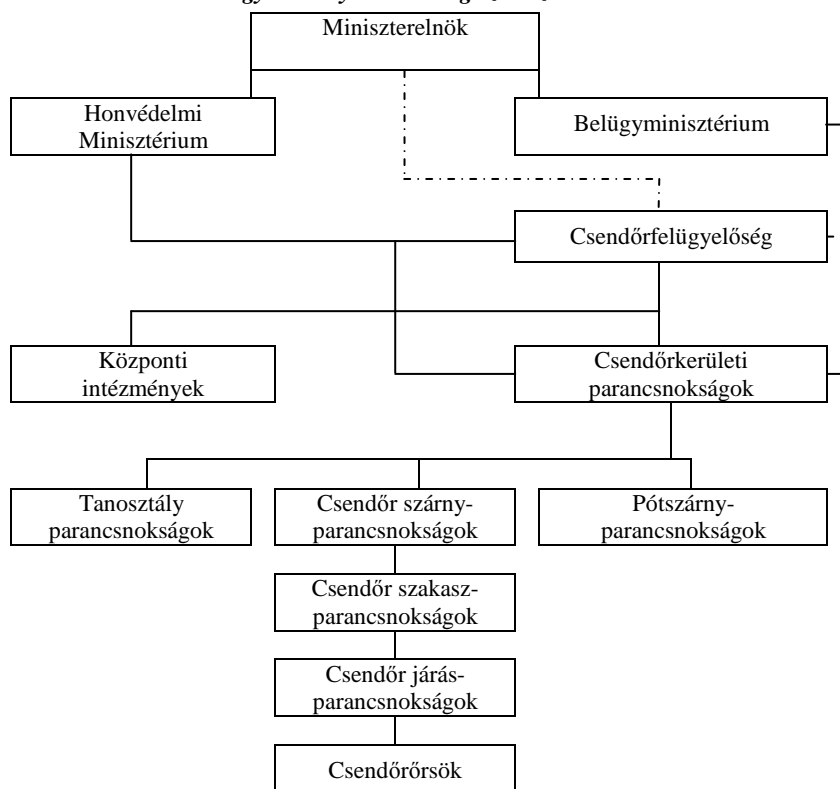 Miniszterelnök
Honvédelmi
Minisztérium
Belügyminisztérium
Csendőrfelügyelőség
Központi
intézmények
Csendőrkerületi
parancsnokságok
Tanosztály
parancsnokságok
Csendőr szárny-
parancsnokságok
Pótszárny-
parancsnokságok
Csendőr szakasz-
parancsnokságok
Csendőr járás-
parancsnokságok
Csendőrőrsök